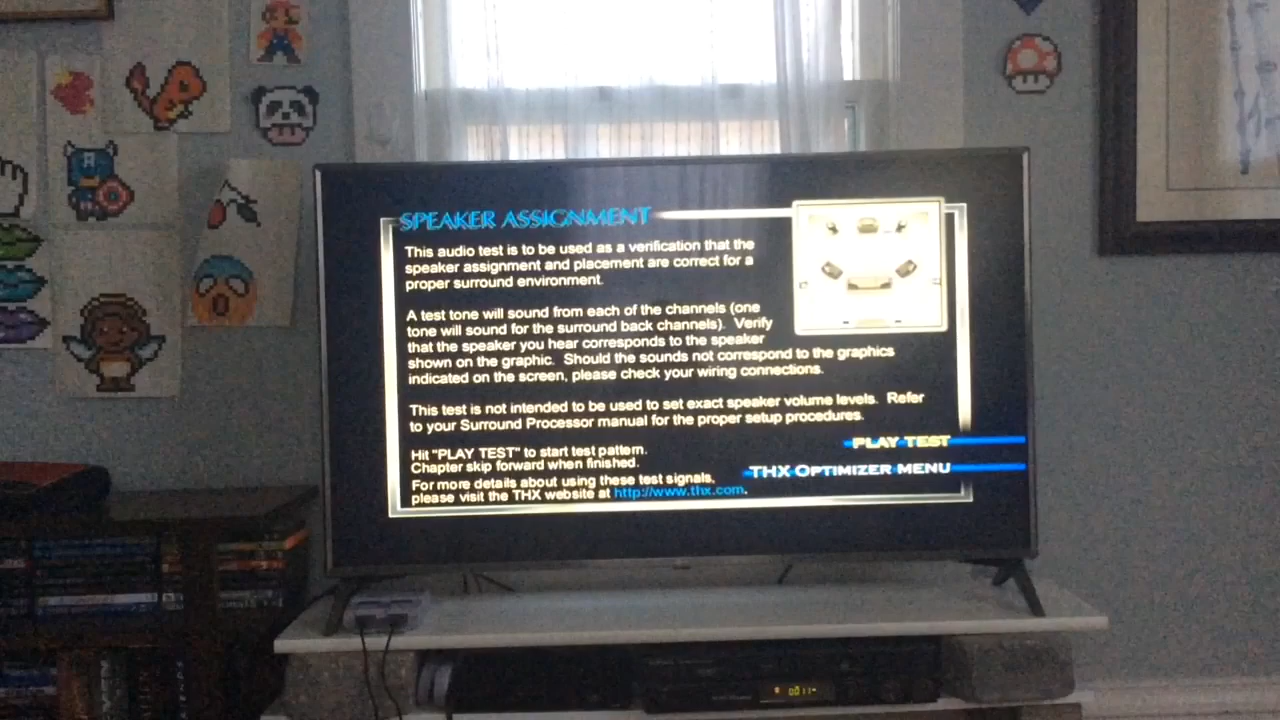 SPEAKER ASSIGNMENT
This audio test is to be used as a verification that the
speaker assignment and placement are correct for a
proper surround environment.
A test tone will sound from each of the channels (one
tone will sound for the surround back channels). Verify
that the speaker you hear corresponds to the speaker
shown on the graphic. Should the sounds not correspond to the graphics
indicated on the screen, please check your wiring connections.
This test is not intended to be used to set exact speaker volume levels. Refer
to your Surround Processor manual for the proper setup procedures.
Hit "PLAY TEST" to start test pattern.
Chapter skip forward when finished.
For more details about using these test signals,
please visit the THX website at http://www.thx.com.
PLAY TEST
THX OPTIMIZER MENU